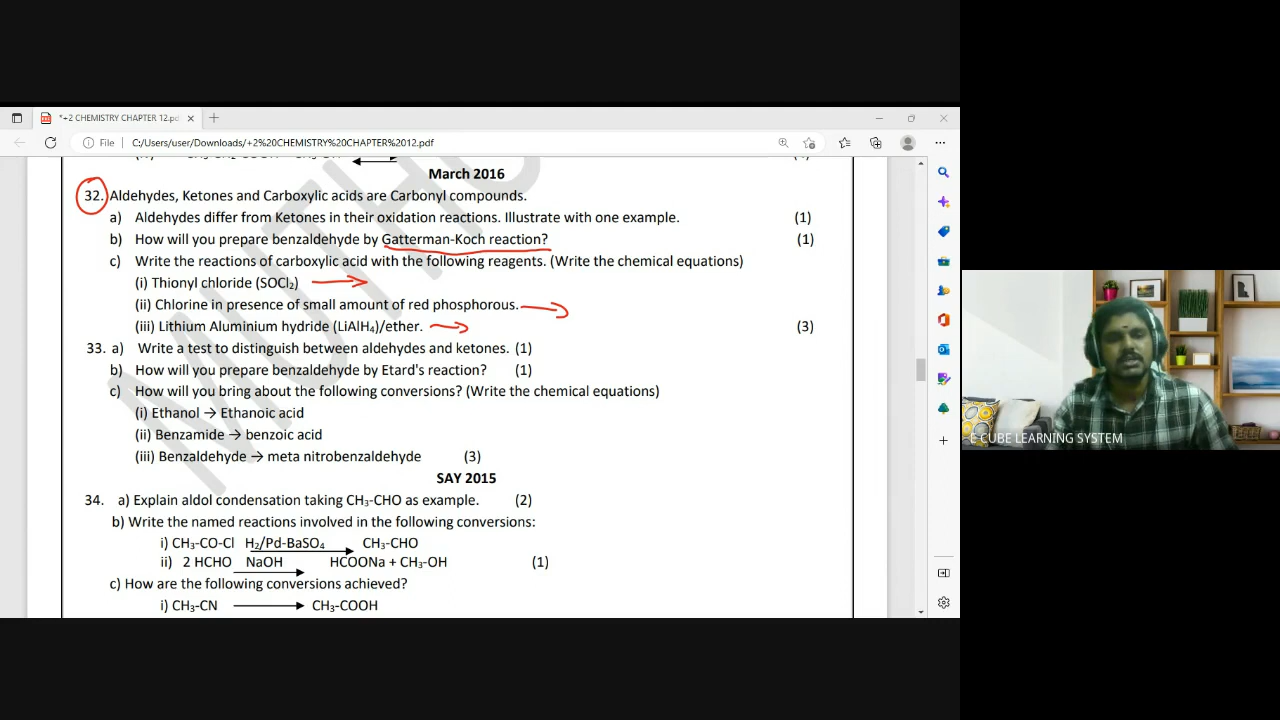 *+2 CHEMISTRY CHAPTER 12.pd
File C:/Users/user/Downloads/+2%20CHEMISTRY%20CHAPTER%2012.pdf
March 2016
32. Aldehydes, Ketones and Carboxylic acids are Carbonyl compounds.
a) Aldehydes differ from Ketones in their oxidation reactions. Illustrate with one example. (1)
b) How will you prepare benzaldehyde by Gatterman-Koch reaction? (1)
c) Write the reactions of carboxylic acid with the following reagents. (Write the chemical equations)
(i) Thionyl chloride (SOCl₂)
(ii) Chlorine in presence of small amount of red phosphorous.
(iii) Lithium Aluminium hydride (LiAlH₄)/ether. (3)
33. a) Write a test to distinguish between aldehydes and ketones. (1)
b) How will you prepare benzaldehyde by Etard's reaction? (1)
c) How will you bring about the following conversions? (Write the chemical equations)
(i) Ethanol → Ethanoic acid
(ii) Benzamide → benzoic acid
(iii) Benzaldehyde → meta nitrobenzaldehyde (3)
SAY 2015
34. a) Explain aldol condensation taking CH₃-CHO as example. (2)
b) Write the named reactions involved in the following conversions:
i) CH₃-CO-Cl H₂/Pd-BaSO₄ CH₃-CHO
ii) 2 HCHO NaOH HCOONa + CH₃-OH (1)
c) How are the following conversions achieved?
i) CH₃-CN → CH₃-COOH
CUBE LEARNING SYSTEM